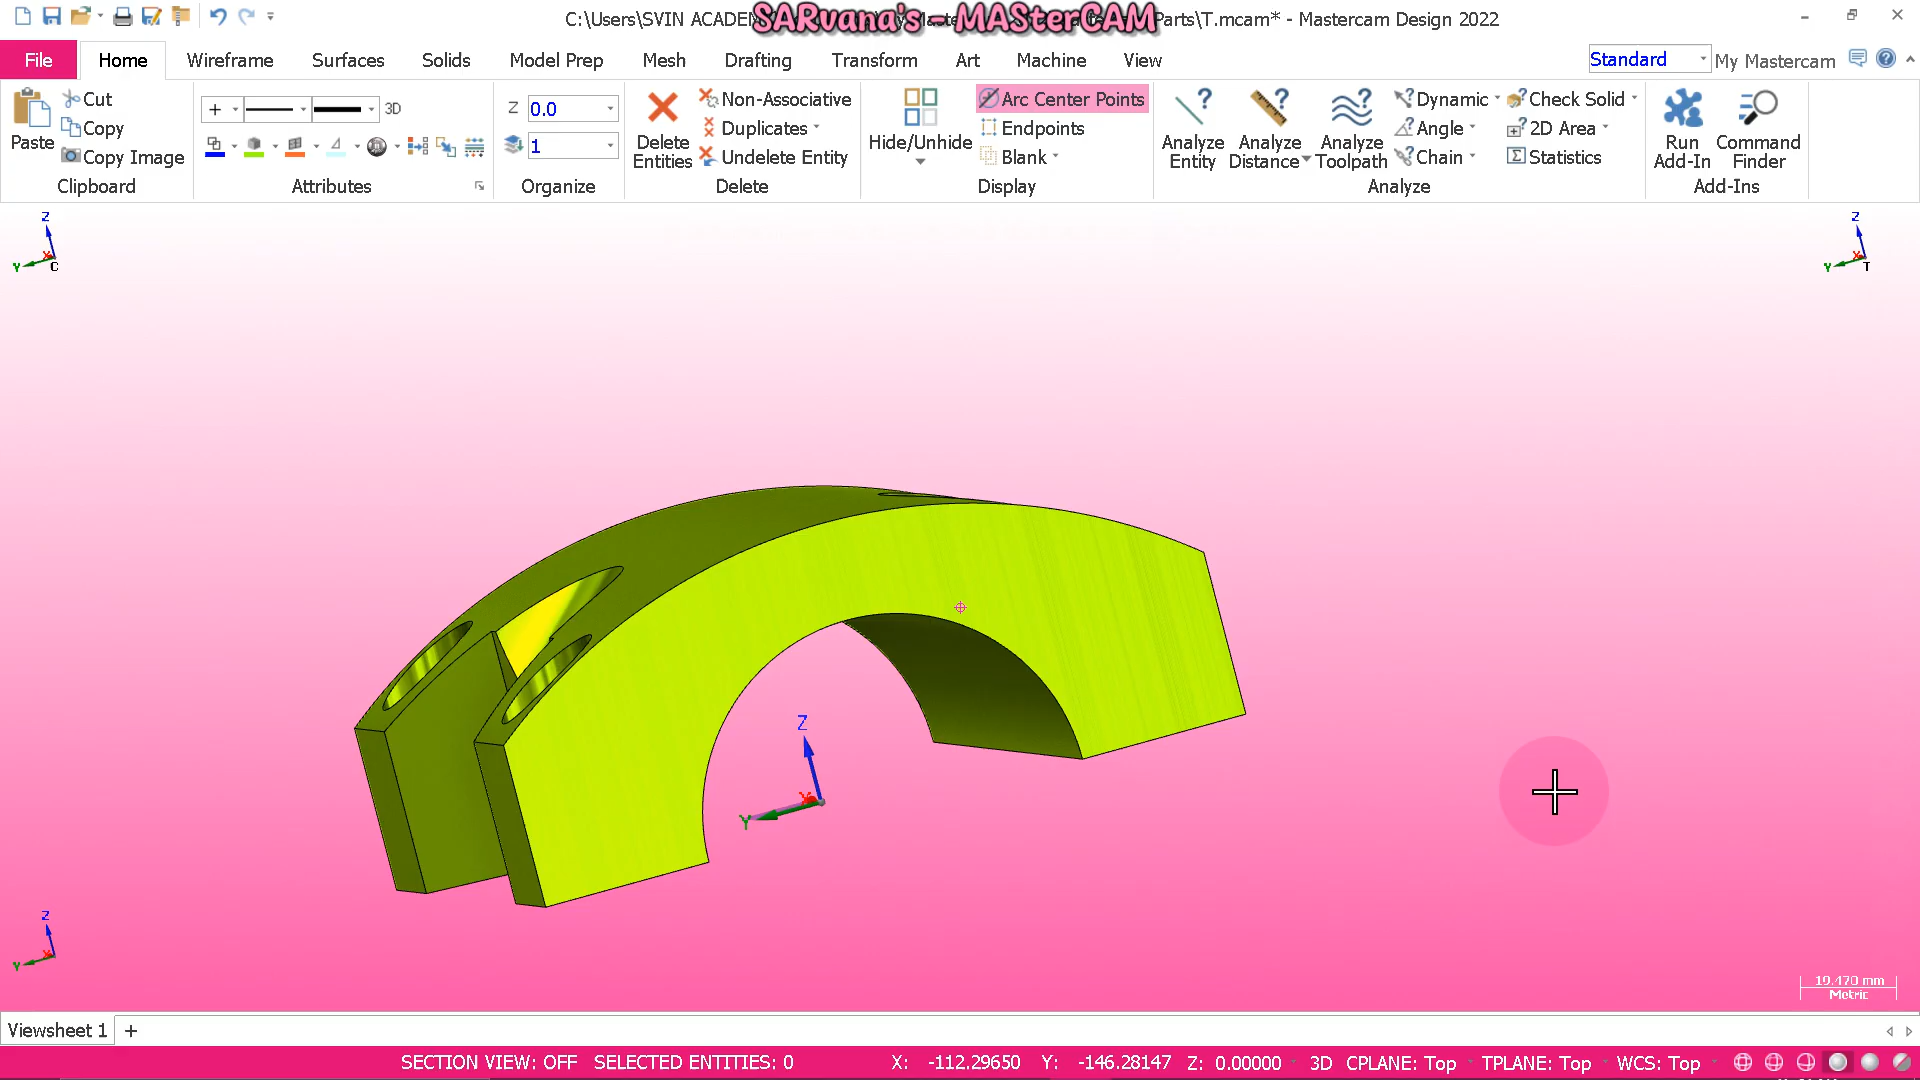 C:\Users\SVIN ACADEM
SARvana's - MASterCAM
Parts\T.mcam* - Mastercam Design 2022
File
Home
Wireframe
Surfaces
Solids
Model Prep
Mesh
Drafting
Transform
Art
Machine
View
Standard
My Mastercam
Paste
Cut
Copy
Copy Image
Clipboard
3D
Attributes
Z 0.0
1
Organize
Delete Entities
Non-Associative
Duplicates
Undelete Entity
Delete
Hide/Unhide
Arc Center Points
Endpoints
Blank
Display
Analyze Entity
Analyze Distance
Analyze Toolpath
Dynamic
Angle
Chain
Check Solid
2D Area
Statistics
Analyze
Run Add-In
Command Finder
Add-Ins
Z
Y
X
C
Z
Y
X
T
Z
Y
X
Z
Y
X
19.470 mm
Metric
Viewsheet 1 +
SECTION VIEW: OFF SELECTED ENTITIES: 0 X: -112.29650 Y: -146.28147 Z: 0.00000 3D CPLANE: Top TPLANE: Top WCS: Top